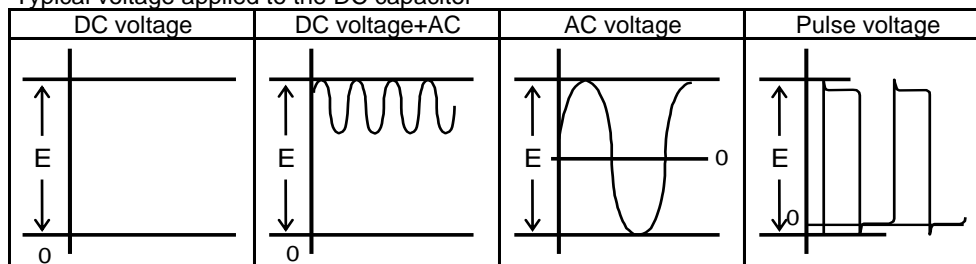 Typical voltage applied to the DC capacitor
DC voltage DC voltage+AC AC voltage Pulse voltage
E E E 0 E
0
0 0